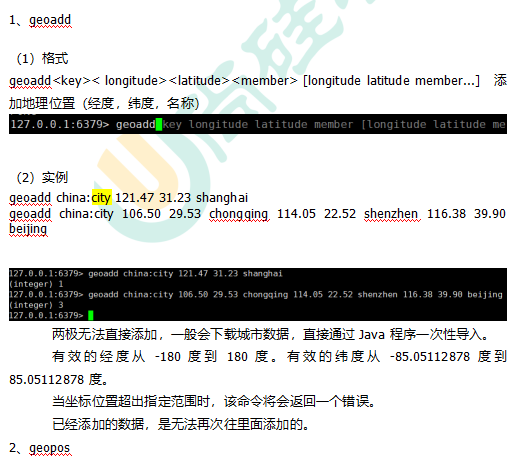 1、geoadd
（1）格式
geoadd<key>< longitude><latitude><member> [longitude latitude member...] 添
加地理位置（经度，纬度，名称）
127.0.0.1:6379> geoadd key longitude latitude member [longitude latitude me
（2）实例
geoadd china:city 121.47 31.23 shanghai
geoadd china:city 106.50 29.53 chongqing 114.05 22.52 shenzhen 116.38 39.90
beijing
127.0.0.1:6379> geoadd china:city 121.47 31.23 shanghai
(integer) 1
127.0.0.1:6379> geoadd china:city 106.50 29.53 chongqing 114.05 22.52 shenzhen 116.38 39.90 beijing
(integer) 3
127.0.0.1:6379>
两极无法直接添加，一般会下载城市数据，直接通过 Java 程序一次性导入。
有效的经度从 -180 度到 180 度。有效的纬度从 -85.05112878 度到
85.05112878 度。
当坐标位置超出指定范围时，该命令将会返回一个错误。
已经添加的数据，是无法再次往里面添加的。
2、geopos